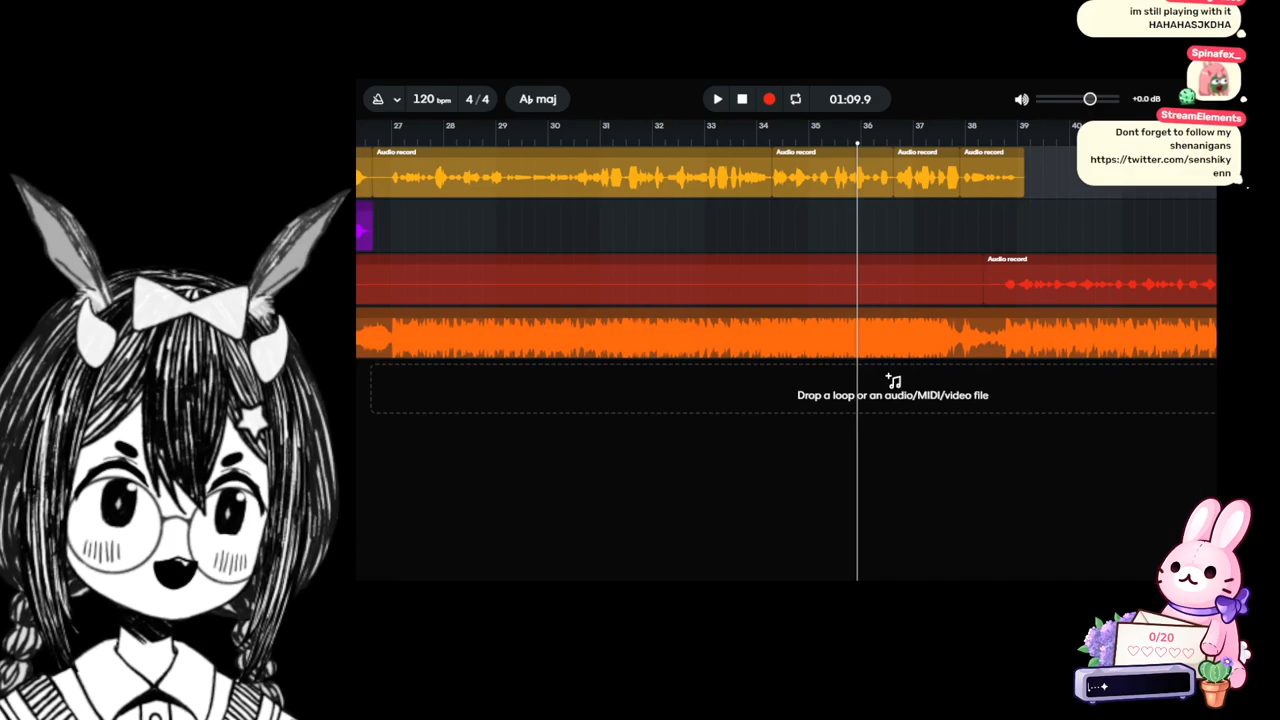 im still playing with it
HAHAHASJKDHA
Spinafex_
StreamElements
Dont forget to follow my
shenanigans
https://twitter.com/senshiky
enn
120 bpm
4/4
A♭ maj
01:09.9
+0.0 dB
27 28 29 30 31 32 33 34 35 36 37 38 39 40
Audio record Audio record Audio record Audio record
Audio record
Drop a loop or an audio/MIDI/video file
0/20